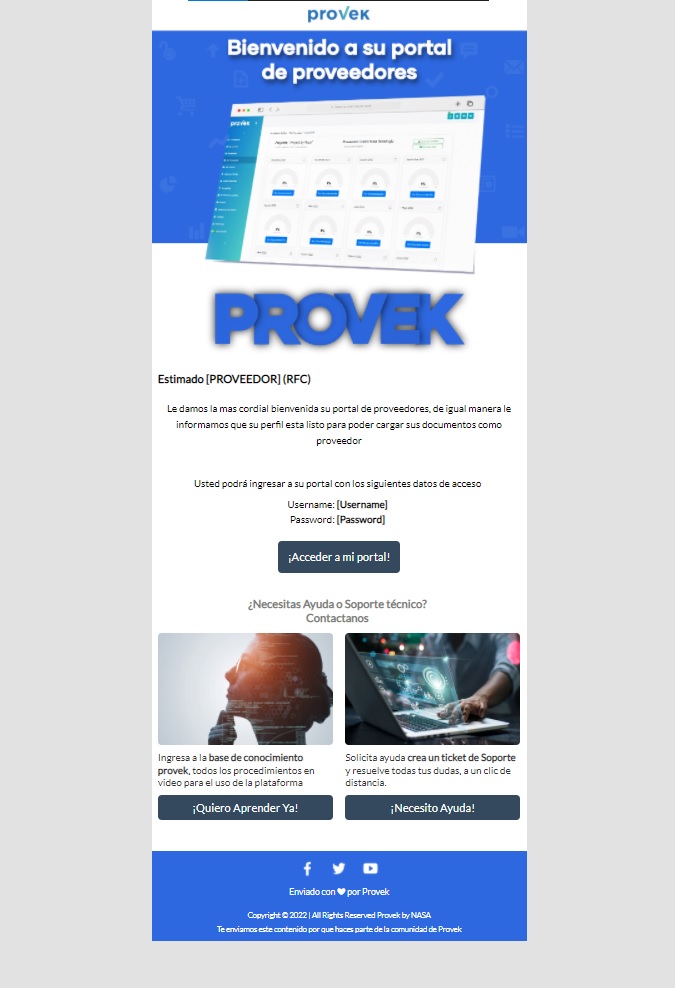 provek
Bienvenido a su portal
de proveedores
provek
PROVEK
Estimado [PROVEEDOR] (RFC)
Le damos la mas cordial bienvenida su portal de proveedores, de igual manera le
informamos que su perfil esta listo para poder cargar sus documentos como
proveedor
Usted podrá ingresar a su portal con los siguientes datos de acceso
Username: [Username]
Password: [Password]
¡Acceder a mi portal!
¿Necesitas Ayuda o Soporte técnico?
Contactanos
Ingresa a la base de conocimiento
provek, todos los procedimientos en
video para el uso de la plataforma
¡Quiero Aprender Ya!
Solicita ayuda crea un ticket de Soporte
y resuelve todas tus dudas, a un clic de
distancia.
¡Necesito Ayuda!
Enviado con ❤ por Provek
Copyright © 2022 | All Rights Reserved Provek by NASA
Te enviamos este contenido por que haces parte de la comunidad de Provek